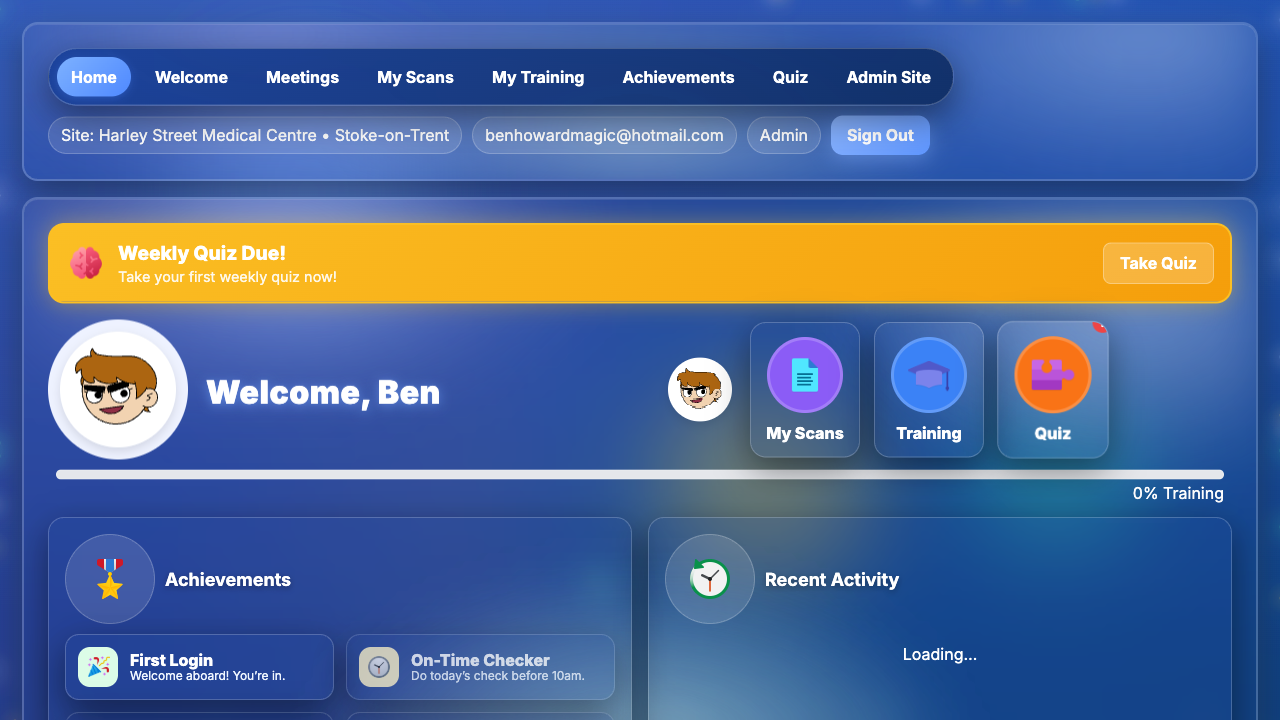 Home
Welcome
Meetings
My Scans
My Training
Achievements
Quiz
Admin Site
Site: Harley Street Medical Centre • Stoke-on-Trent
benhowardmagic@hotmail.com
Admin
Sign Out
Weekly Quiz Due!
Take your first weekly quiz now!
Take Quiz
Welcome, Ben
My Scans
Training
Quiz
0% Training
Achievements
First Login
Welcome aboard! You’re in.
On-Time Checker
Do today’s check before 10am.
Recent Activity
Loading...